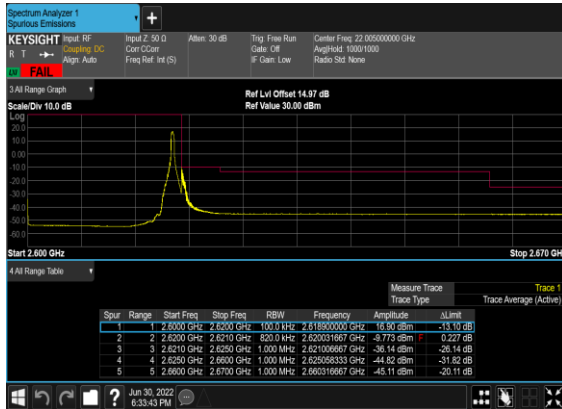 Spectrum Analyzer 1
Spurious Emissions
KEYSIGHT
R T
LV
FAIL
Input: RF
Coupling: DC
Align: Auto
Input Z: 50 Ω
Corr CCorr
Freq Ref: Int (S)
Atten: 30 dB
Trig: Free Run
Gate: Off
IF Gain: Low
Center Freq: 22.005000000 GHz
Avg|Hold: 1000/1000
Radio Std: None
3 All Range Graph
Scale/Div 10.0 dB
Ref Lvl Offset 14.97 dB
Ref Value 30.00 dBm
Log
20.0
10.0
0.00
-10.0
-20.0
-30.0
-40.0
-50.0
-60.0
Start 2.600 GHz
Stop 2.670 GH
4 All Range Table
Measure Trace Trace 1
Trace Type Trace Average (Active)
Spur Range Start Freq Stop Freq RBW Frequency Amplitude ΔLimit
1 1 2.6000 GHz 2.6200 GHz 100.0 kHz 2.618900000 GHz 16.90 dBm -13.10 dB
2 2 2.6200 GHz 2.6210 GHz 820.0 kHz 2.620031667 GHz -9.773 dBm F 0.227 dB
3 3 2.6210 GHz 2.6250 GHz 1.000 MHz 2.621006667 GHz -36.14 dBm -26.14 dB
4 4 2.6250 GHz 2.6600 GHz 1.000 MHz 2.625058333 GHz -44.82 dBm -31.82 dB
5 5 2.6600 GHz 2.6700 GHz 1.000 MHz 2.660316667 GHz -45.11 dBm -20.11 dB
Jun 30, 2022
6:33:43 PM